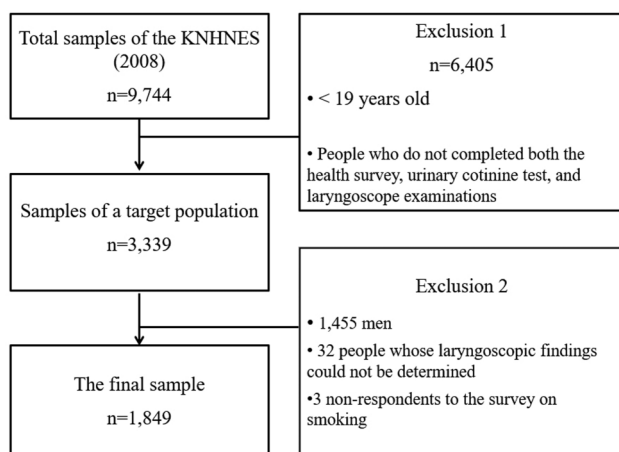 Total samples of the KNHNES
(2008)
n=9,744
Exclusion 1
n=6,405
• < 19 years old
• People who do not completed both the
health survey, urinary cotinine test, and
laryngoscope examinations
Samples of a target population
n=3,339
Exclusion 2
• 1,455 men
• 32 people whose laryngoscopic findings
could not be determined
•3 non-respondents to the survey on
smoking
The final sample
n=1,849